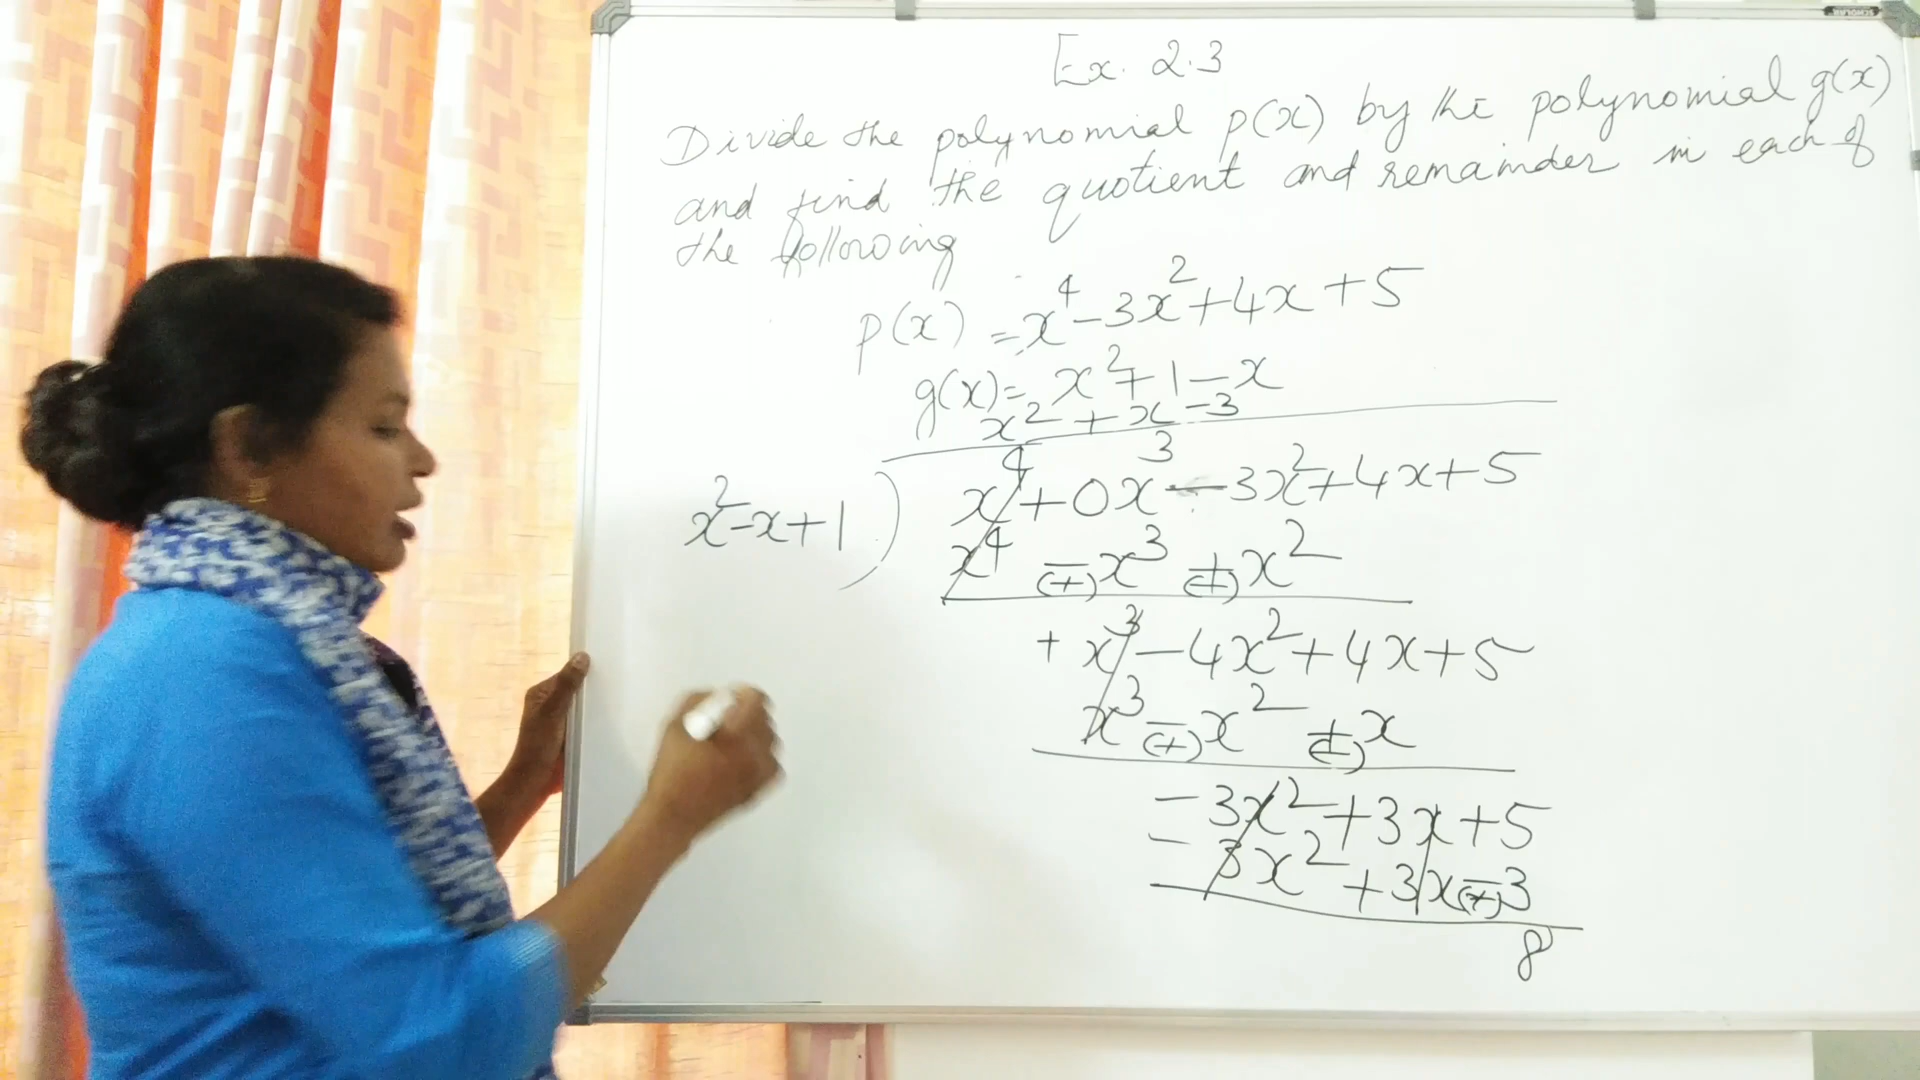 Ex. 2.3
Divide the polynomial p(x) by the polynomial g(x)
and find the quotient and remainder in each of
the following
p(x) = x⁴ - 3x² + 4x + 5
g(x) = x² + 1 - x
x² + x - 3
x² - x + 1 ) x⁴ + 0x³ - 3x² + 4x + 5
x⁴ - x³ + x²
(+) (-)
+ x³ - 4x² + 4x + 5
x³ - x² + x
(+) (-)
- 3x² + 3x + 5
- 3x² + 3x - 3
(+)
8